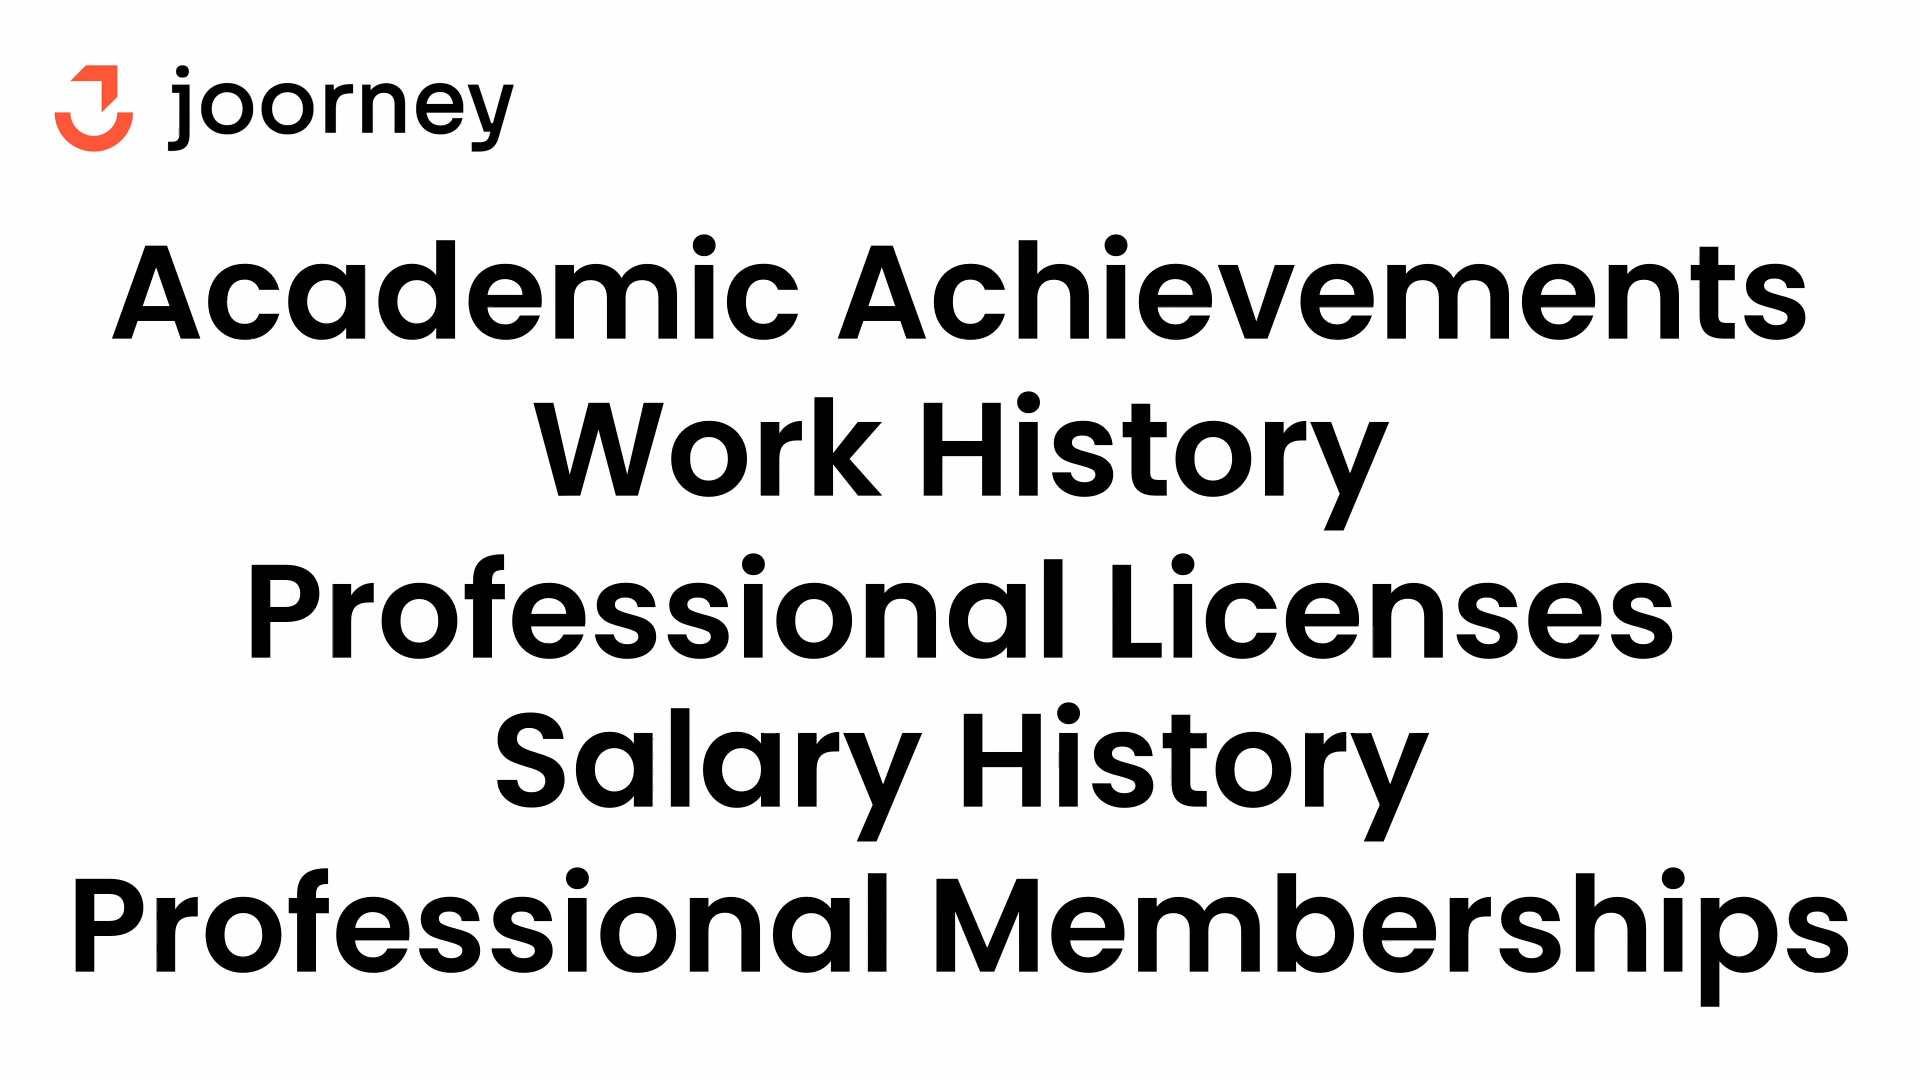 joorney
Academic Achievements
Work History
Professional Licenses
Salary History
Professional Memberships